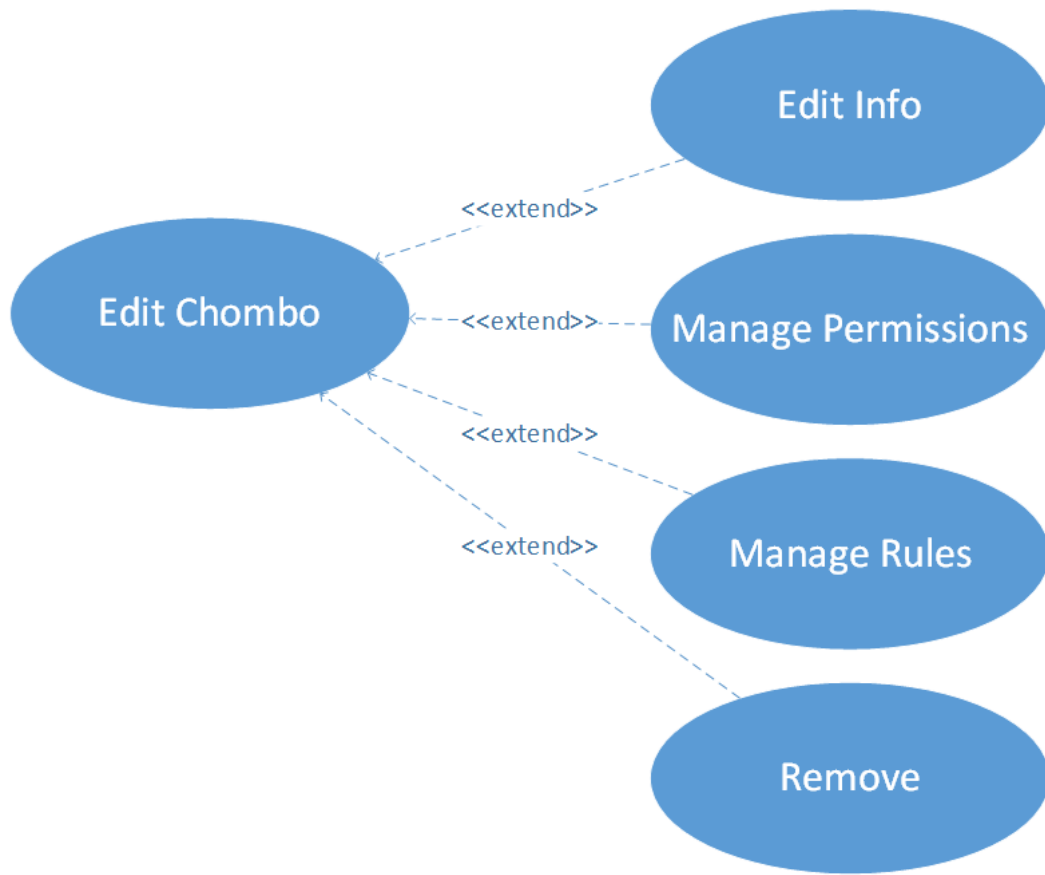 Edit Info
<<extend>>
Edit Chombo
<<extend>>
Manage Permissions
<<extend>>
<<extend>>
Manage Rules
Remove